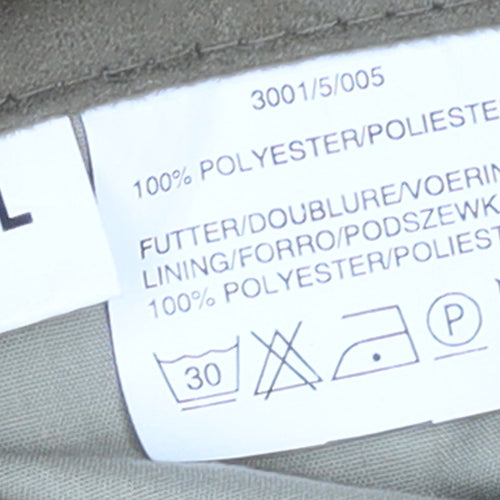 L
3001/5/005
100% POLYESTER/POLIESTE
FUTTER/DOUBLURE/VOERIN
LINING/FORRO/PODSZEWK
100% POLYESTER/POLIEST
30
P